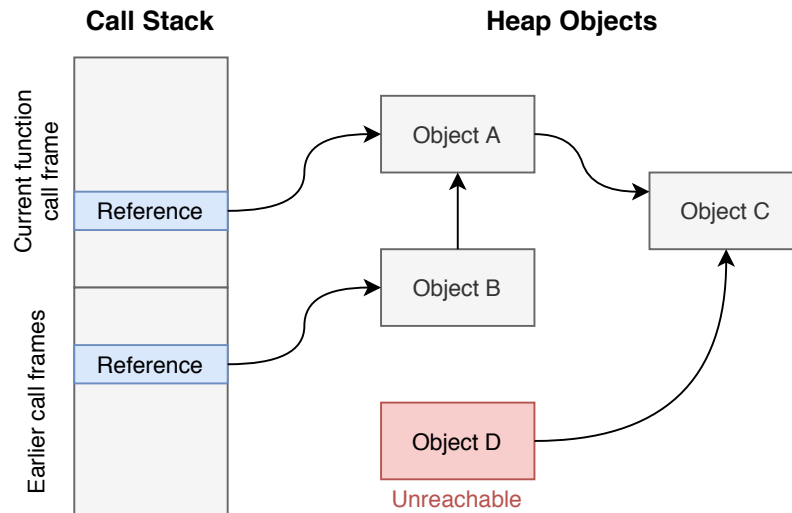 Call Stack
Heap Objects
Current function
call frame
Reference
Earlier call frames
Reference
Object A
Object B
Object C
Object D
Unreachable